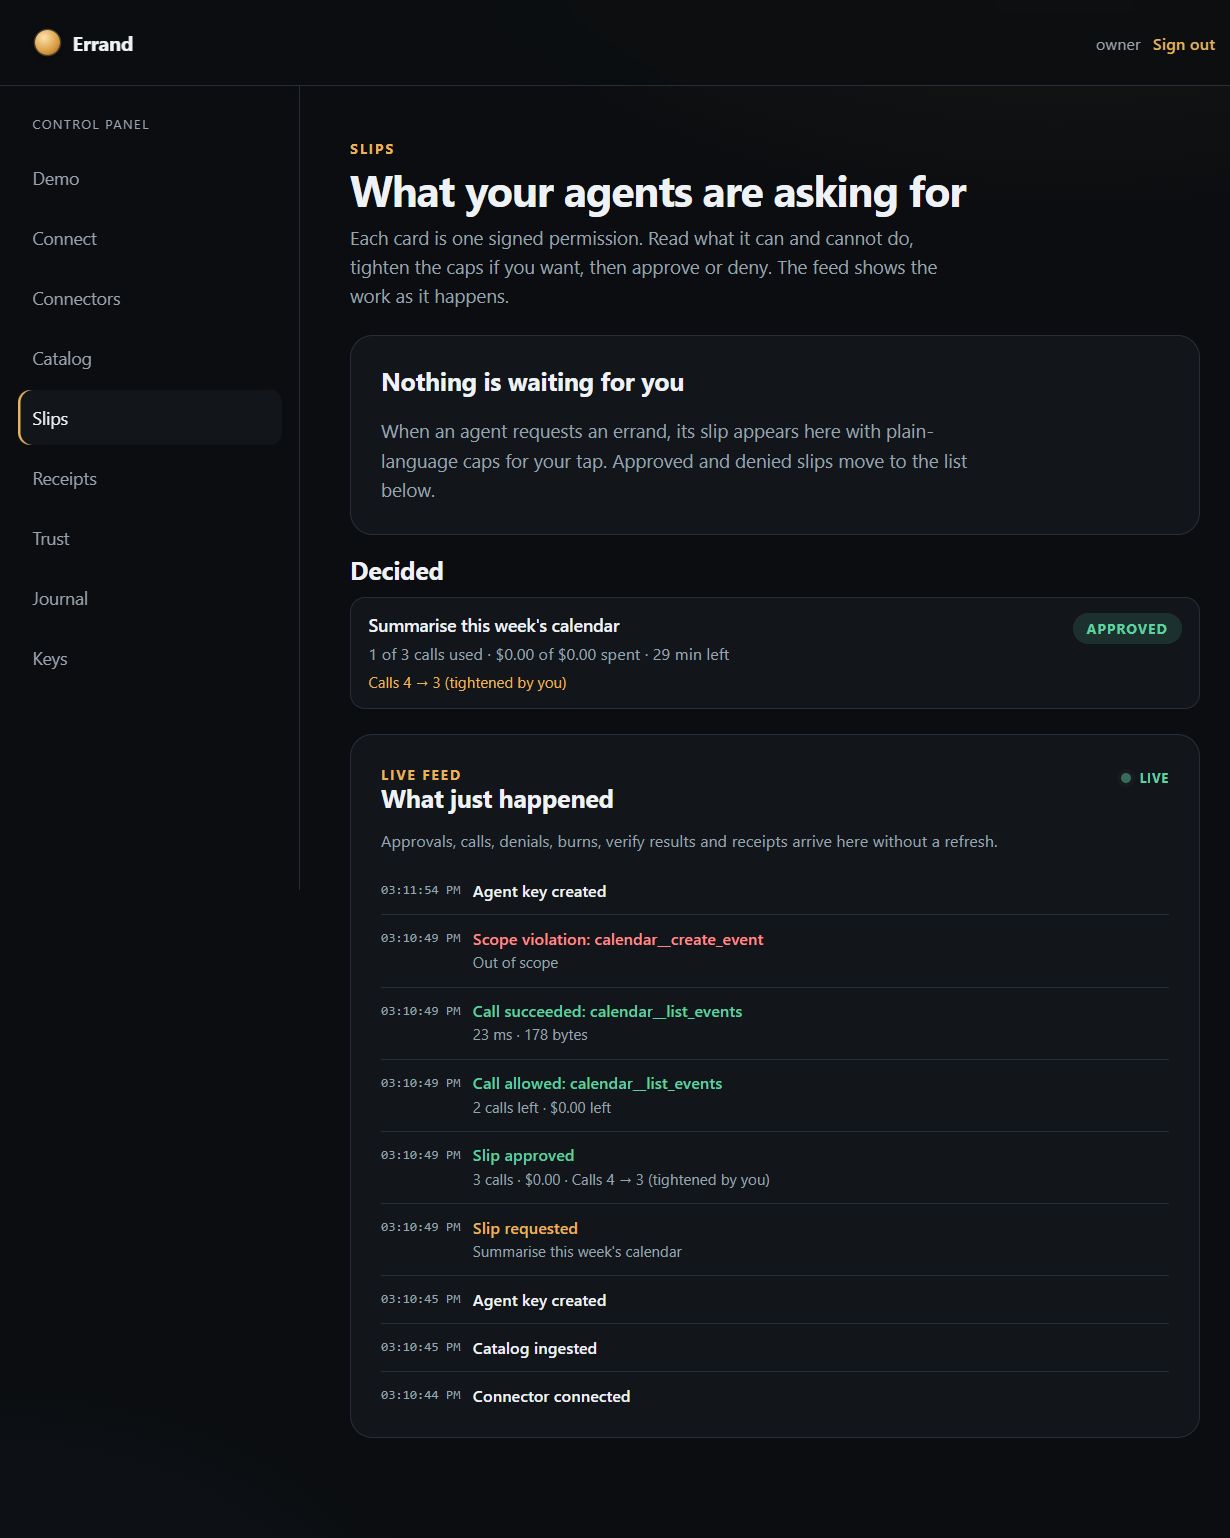 Errand
owner Sign out
CONTROL PANEL
Demo
Connect
Connectors
Catalog
Slips
Receipts
Trust
Journal
Keys
SLIPS
What your agents are asking for
Each card is one signed permission. Read what it can and cannot do,
tighten the caps if you want, then approve or deny. The feed shows the
work as it happens.
Nothing is waiting for you
When an agent requests an errand, its slip appears here with plain-
language caps for your tap. Approved and denied slips move to the list
below.
Decided
Summarise this week's calendar
APPROVED
1 of 3 calls used · $0.00 of $0.00 spent · 29 min left
Calls 4 → 3 (tightened by you)
LIVE FEED
LIVE
What just happened
Approvals, calls, denials, burns, verify results and receipts arrive here without a refresh.
03:11:54 PM Agent key created
03:10:49 PM Scope violation: calendar__create_event
Out of scope
03:10:49 PM Call succeeded: calendar__list_events
23 ms · 178 bytes
03:10:49 PM Call allowed: calendar__list_events
2 calls left · $0.00 left
03:10:49 PM Slip approved
3 calls · $0.00 · Calls 4 → 3 (tightened by you)
03:10:49 PM Slip requested
Summarise this week's calendar
03:10:45 PM Agent key created
03:10:45 PM Catalog ingested
03:10:44 PM Connector connected